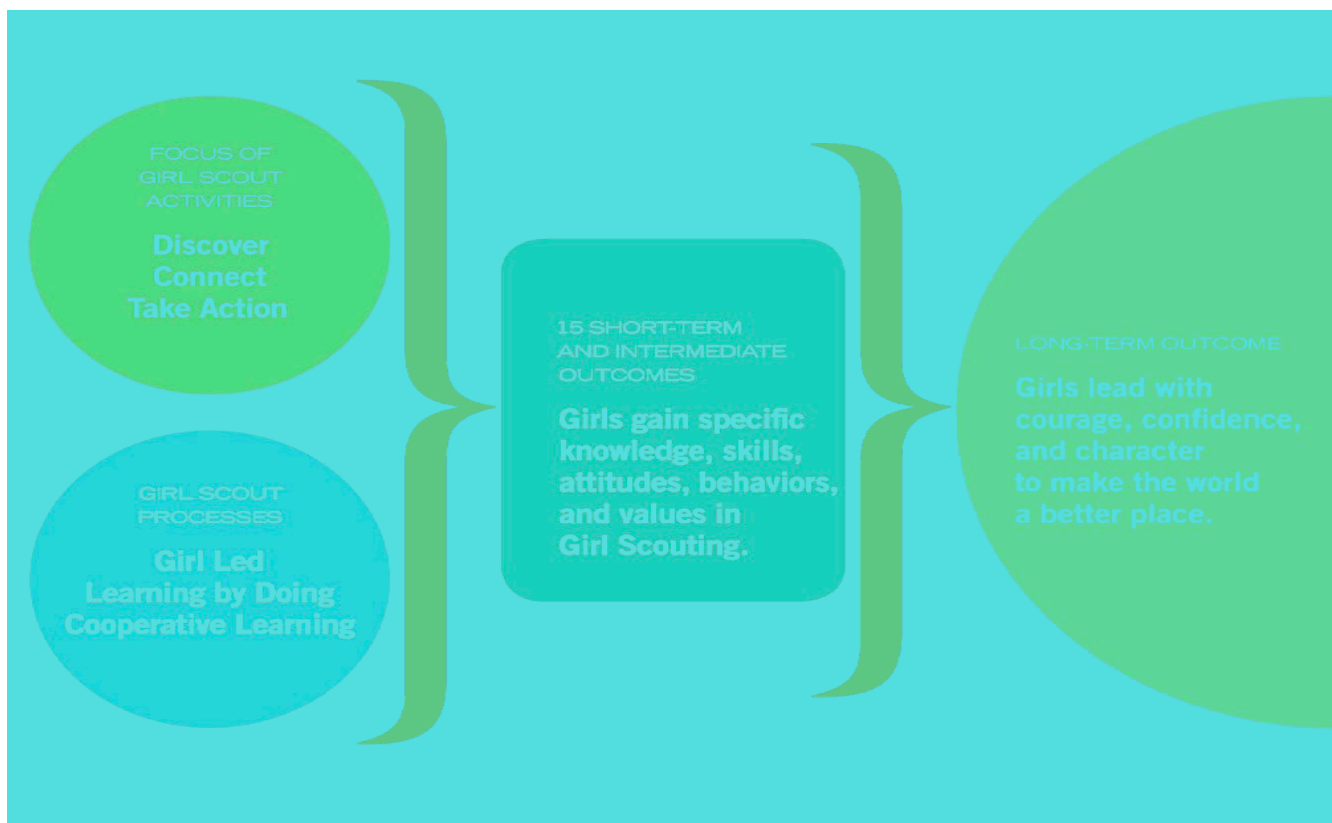 FOCUS OF
GIRL SCOUT
ACTIVITIES
Discover
Connect
Take Action
GIRL SCOUT
PROCESSES
Girl Led
Learning by Doing
Cooperative Learning
15 SHORT-TERM
AND INTERMEDIATE
OUTCOMES
Girls gain specific
knowledge, skills,
attitudes, behaviors,
and values in
Girl Scouting.
LONG-TERM OUTCOME
Girls lead with
courage, confidence,
and character
to make the world
a better place.